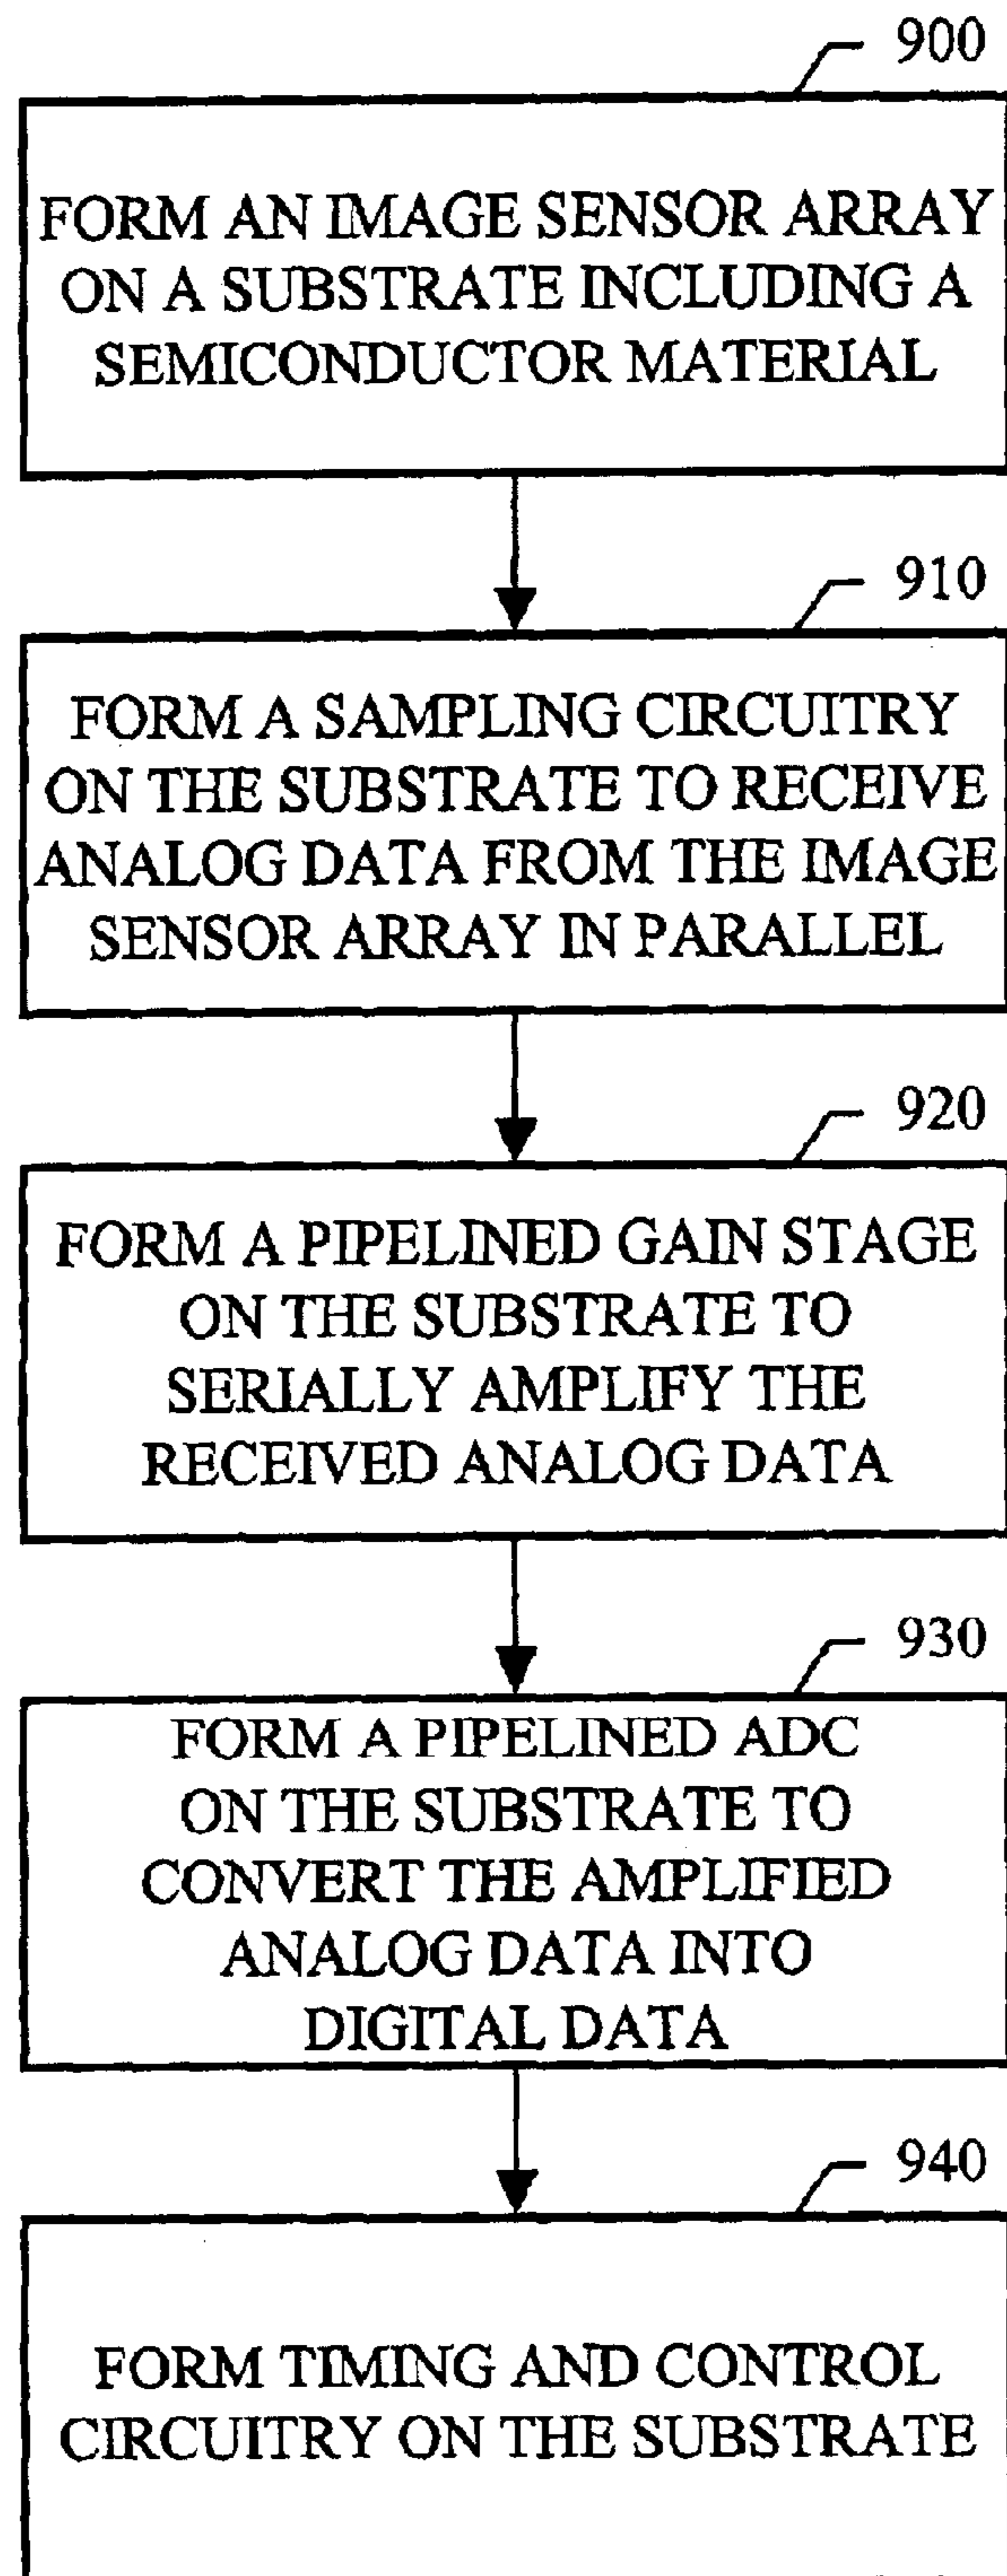 900
FORM AN IMAGE SENSOR ARRAY
ON A SUBSTRATE INCLUDING A
SEMICONDUCTOR MATERIAL
910
FORM A SAMPLING CIRCUITRY
ON THE SUBSTRATE TO RECEIVE
ANALOG DATA FROM THE IMAGE
SENSOR ARRAY IN PARALLEL
920
FORM A PIPELINED GAIN STAGE
ON THE SUBSTRATE TO
SERIALLY AMPLIFY THE
RECEIVED ANALOG DATA
930
FORM A PIPELINED ADC
ON THE SUBSTRATE TO
CONVERT THE AMPLIFIED
ANALOG DATA INTO
DIGITAL DATA
940
FORM TIMING AND CONTROL
CIRCUITRY ON THE SUBSTRATE